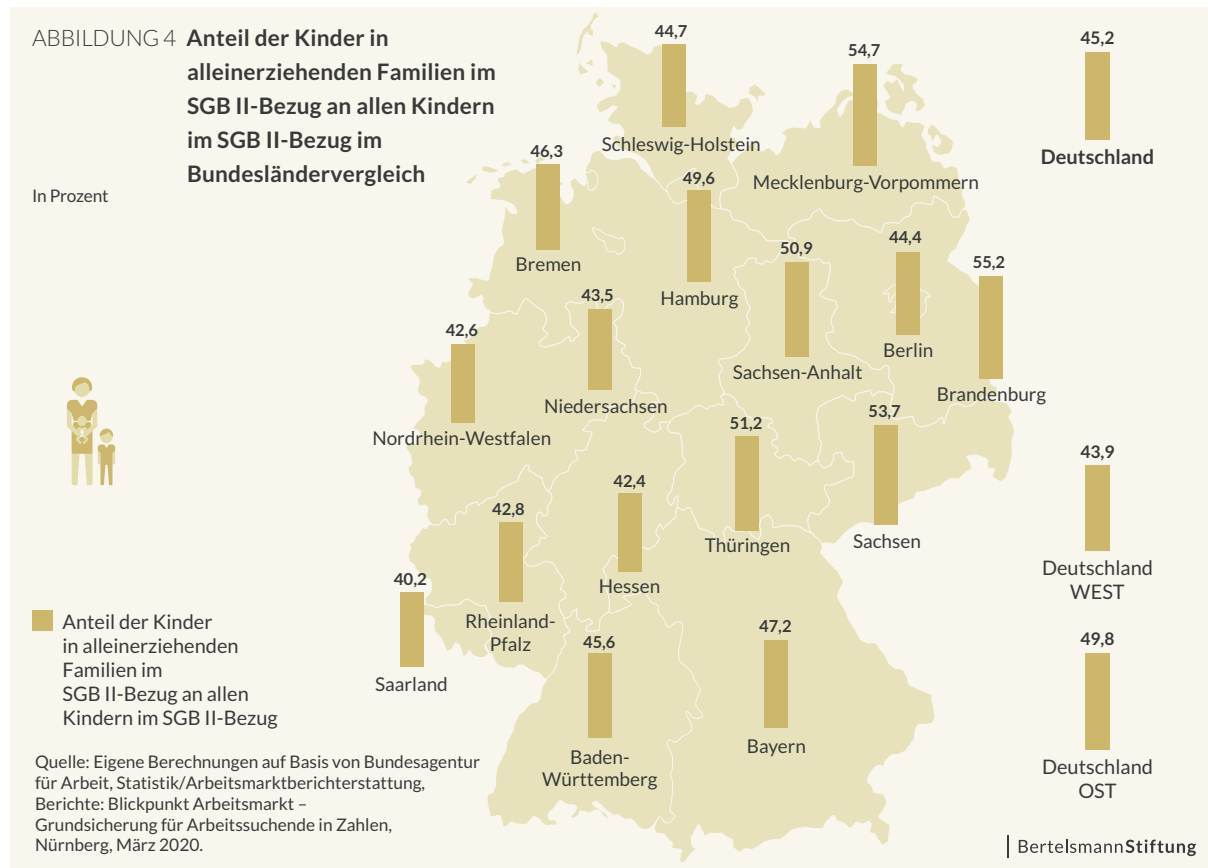 ABBILDUNG 4 Anteil der Kinder in
alleinerziehenden Familien im
SGB II-Bezug an allen Kindern
im SGB II-Bezug im
Bundesländervergleich
In Prozent
44,7
Schleswig-Holstein
54,7
Mecklenburg-Vorpommern
45,2
Deutschland
46,3
Bremen
49,6
Hamburg
50,9
Sachsen-Anhalt
44,4
Berlin
55,2
Brandenburg
43,5
Niedersachsen
42,6
Nordrhein-Westfalen
51,2
Thüringen
53,7
Sachsen
43,9
Deutschland
WEST
42,4
Hessen
42,8
Rheinland-
Pfalz
40,2
Saarland
45,6
Baden-
Württemberg
47,2
Bayern
49,8
Deutschland
OST
Anteil der Kinder
in alleinerziehenden
Familien im
SGB II-Bezug an allen
Kindern im SGB II-Bezug
Quelle: Eigene Berechnungen auf Basis von Bundesagentur
für Arbeit, Statistik/Arbeitsmarktberichterstattung,
Berichte: Blickpunkt Arbeitsmarkt –
Grundsicherung für Arbeitssuchende in Zahlen,
Nürnberg, März 2020.
BertelsmannStiftung